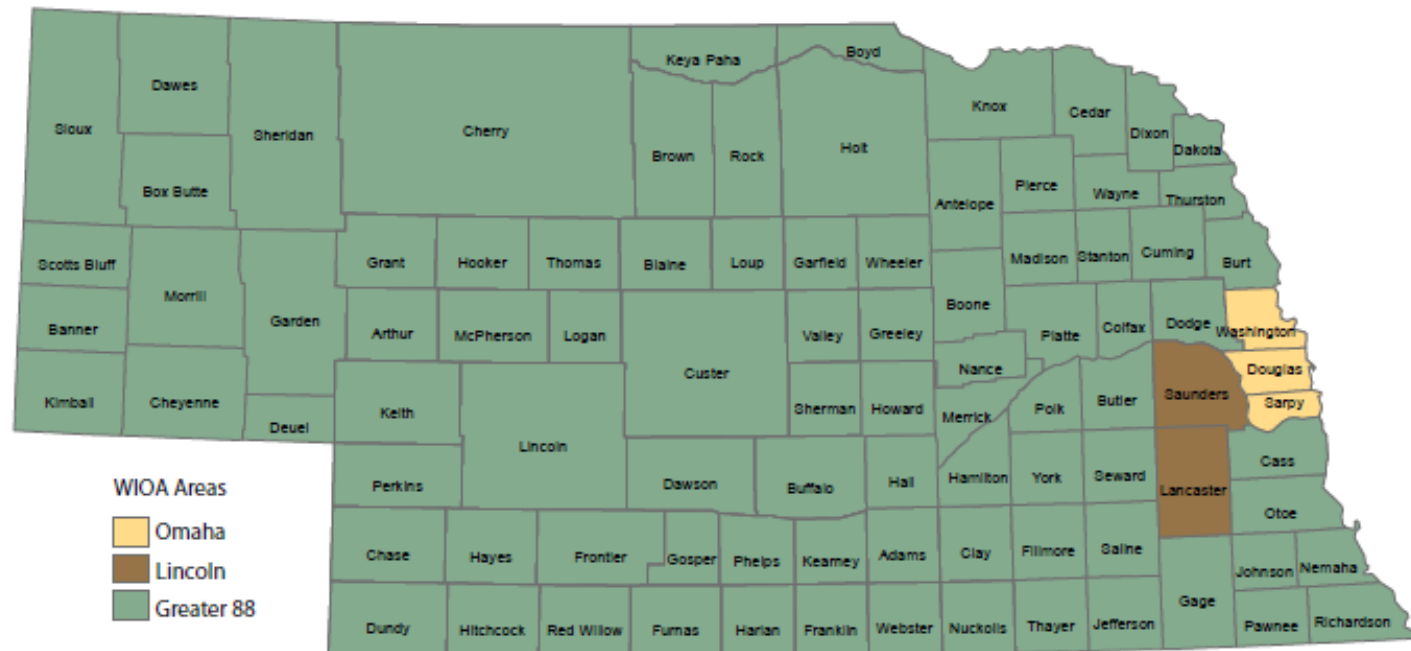 Keya Paha
Boyd
Dawes
Knox
Cedar
Sioux
Sheridan
Cherry
Dixon
Dakota
Brown
Rock
Holt
Box Butte
Pierce
Wayne
Thurston
Antelope
Scotts Bluff
Grant
Hooker
Thomas
Blaine
Loup
Garfield
Wheeler
Madison
Stanton
Cuming
Burt
Morrill
Banner
Garden
Arthur
McPherson
Logan
Valley
Greeley
Boone
Platte
Colfax
Dodge
Washington
Custer
Nance
Douglas
Kimball
Cheyenne
Deuel
Keith
Sherman
Howard
Merrick
Polk
Butler
Saunders
Sarpy
Lincoln
Perkins
Dawson
Buffalo
Hall
Hamilton
York
Seward
Lancaster
Cass
Otoe
Chase
Hayes
Frontier
Gosper
Phelps
Kearney
Adams
Clay
Fillmore
Saline
Johnson
Nemaha
Gage
Dundy
Hitchcock
Red Willow
Furnas
Harlan
Franklin
Webster
Nuckolls
Thayer
Jefferson
Pawnee
Richardson
WIOA Areas
Omaha
Lincoln
Greater 88